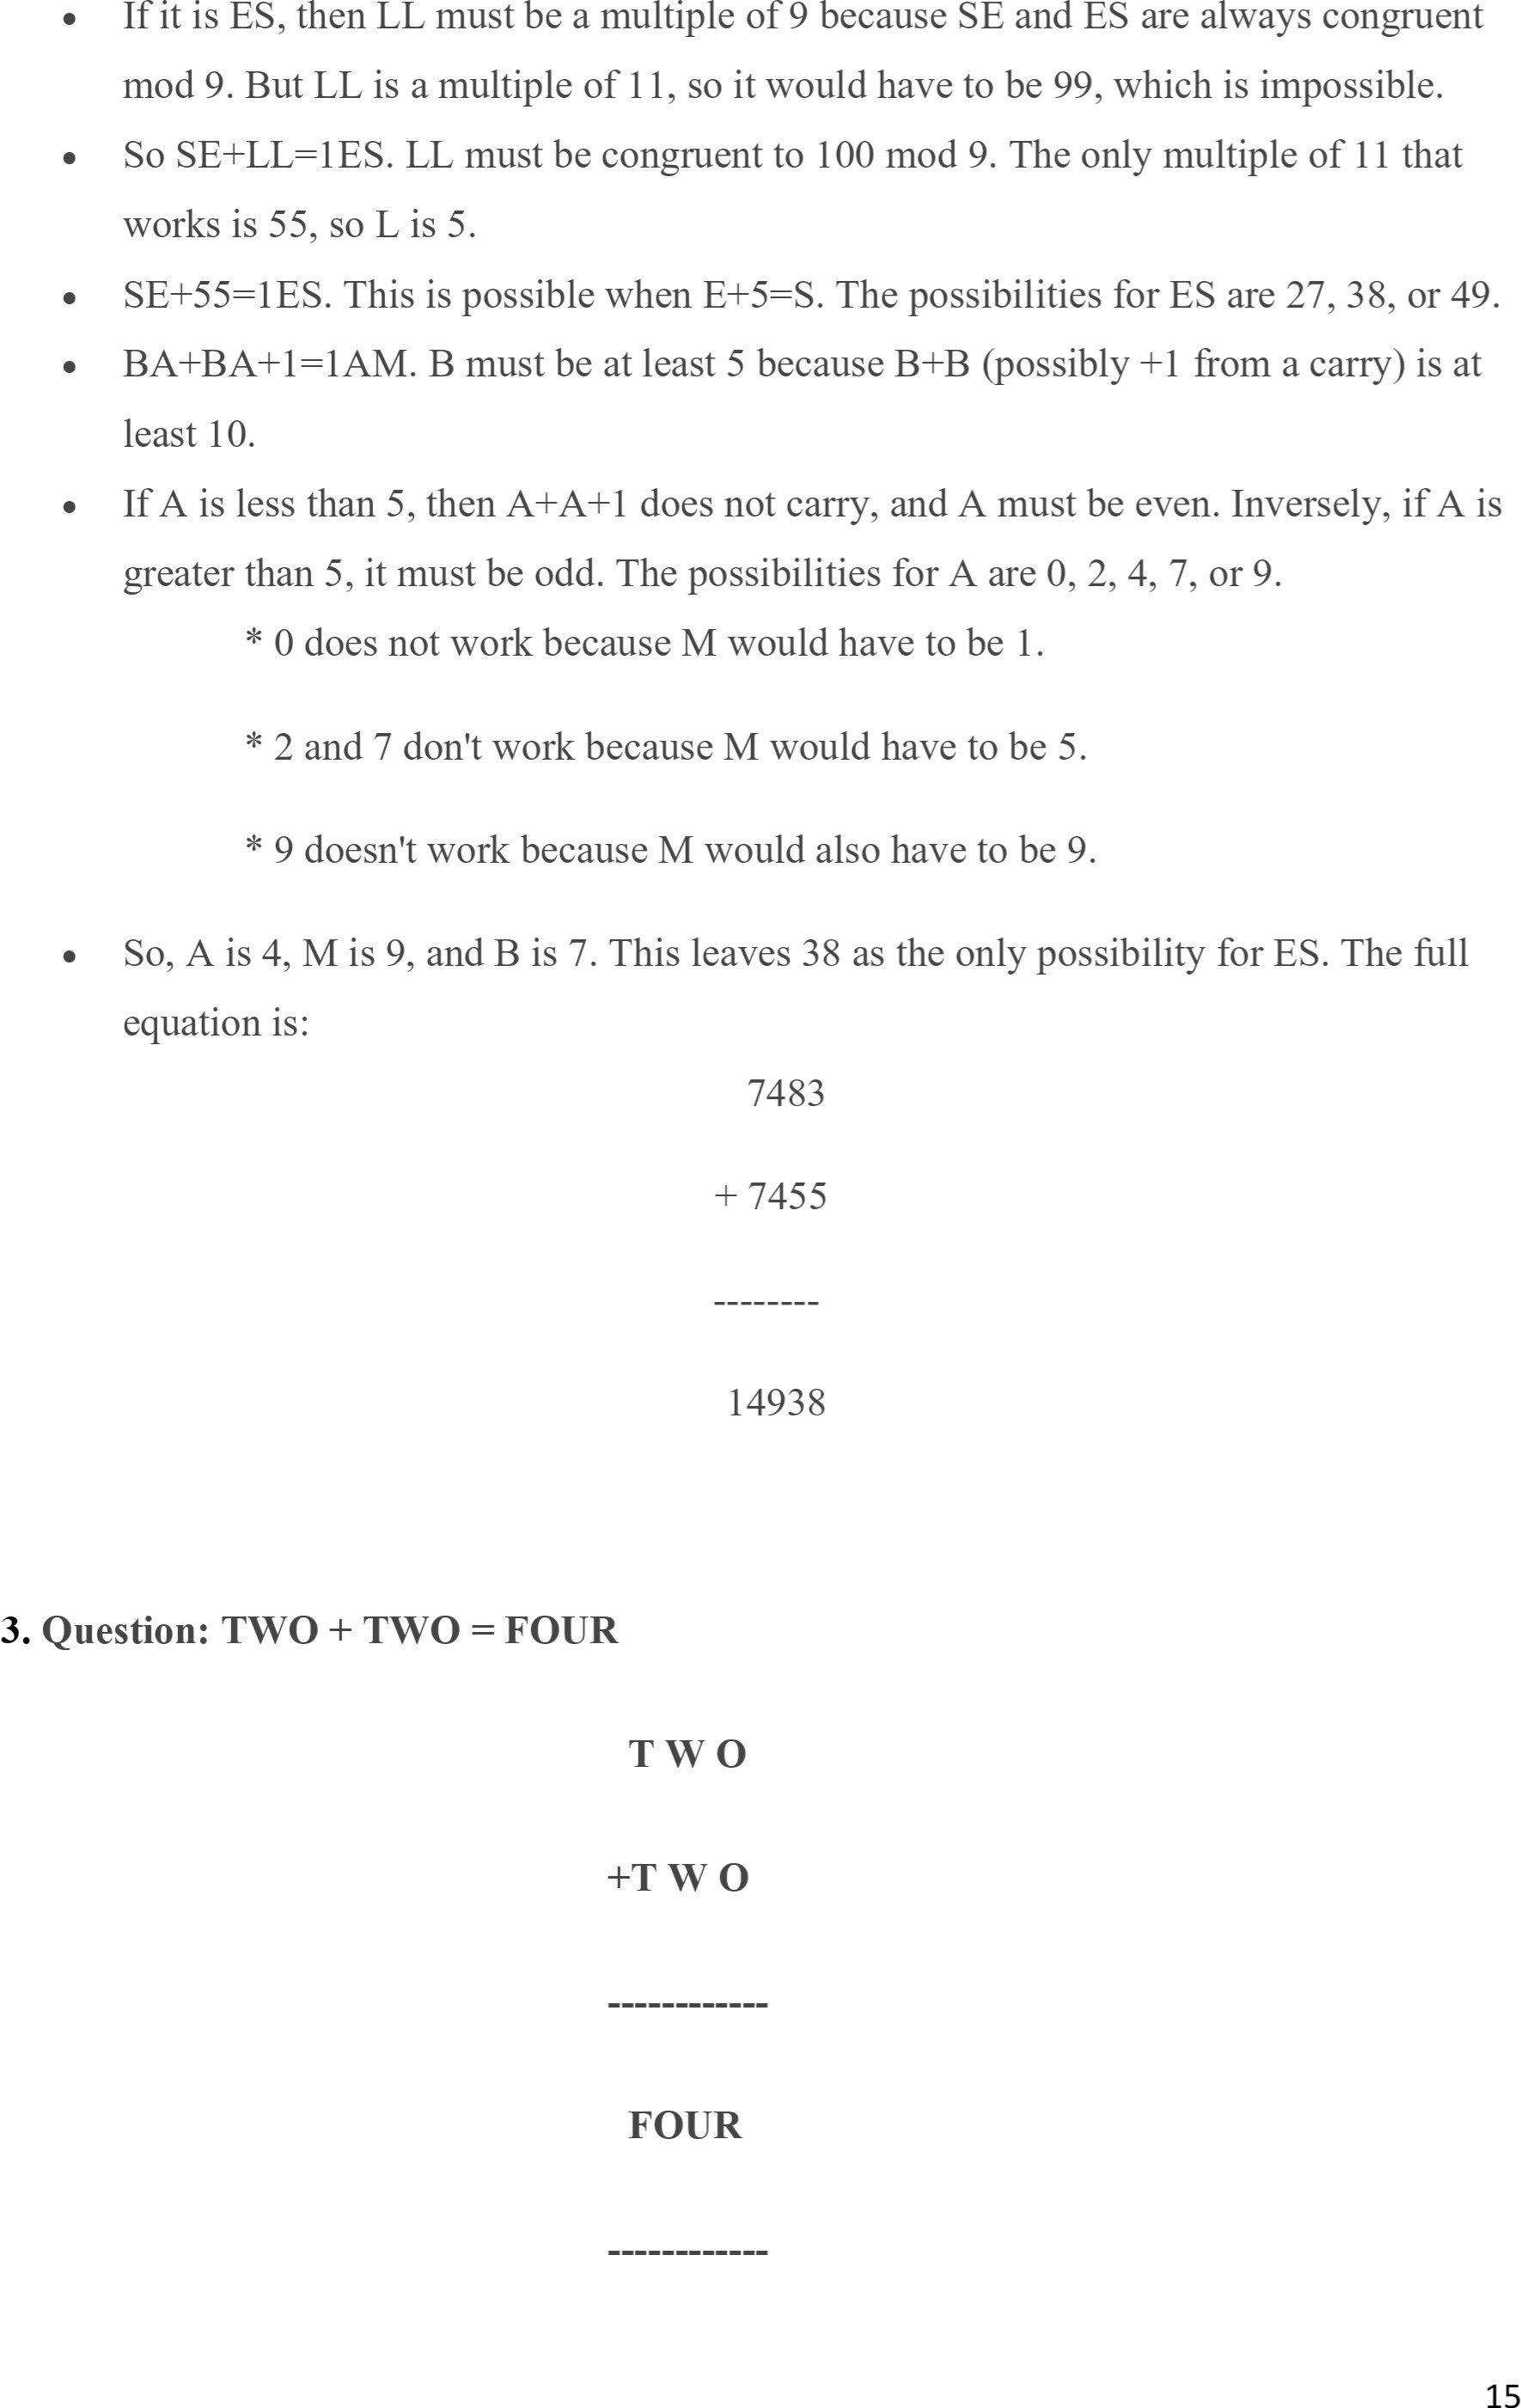 • If it is ES, then LL must be a multiple of 9 because SE and ES are always congruent
mod 9. But LL is a multiple of 11, so it would have to be 99, which is impossible.
• So SE+LL=1ES. LL must be congruent to 100 mod 9. The only multiple of 11 that
works is 55, so L is 5.
• SE+55=1ES. This is possible when E+5=S. The possibilities for ES are 27, 38, or 49.
• BA+BA+1=1AM. B must be at least 5 because B+B (possibly +1 from a carry) is at
least 10.
• If A is less than 5, then A+A+1 does not carry, and A must be even. Inversely, if A is
greater than 5, it must be odd. The possibilities for A are 0, 2, 4, 7, or 9.
* 0 does not work because M would have to be 1.
* 2 and 7 don't work because M would have to be 5.
* 9 doesn't work because M would also have to be 9.
• So, A is 4, M is 9, and B is 7. This leaves 38 as the only possibility for ES. The full
equation is:
7483
+ 7455
--------
14938
3. Question: TWO + TWO = FOUR
T W O
+T W O
------------
FOUR
------------
15